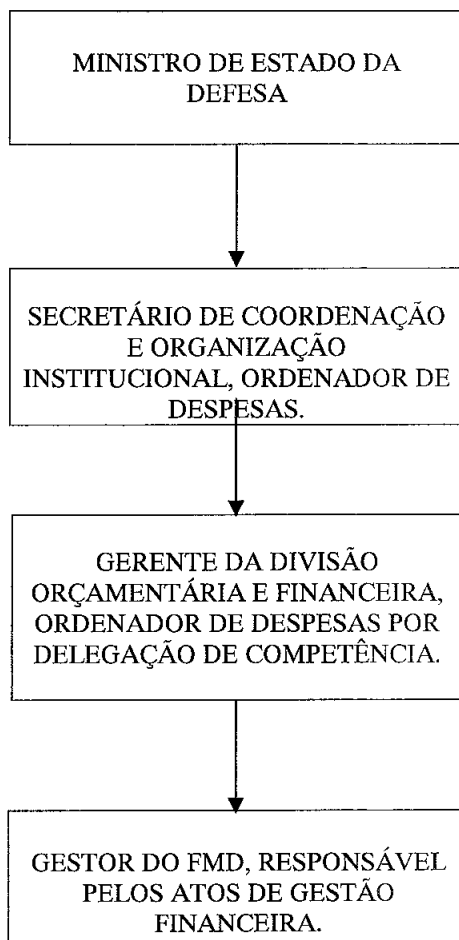 MINISTRO DE ESTADO DA
DEFESA
SECRETÁRIO DE COORDENAÇÃO
E ORGANIZAÇÃO
INSTITUCIONAL, ORDENADOR DE
DESPESAS.
GERENTE DA DIVISÃO
ORÇAMENTÁRIA E FINANCEIRA,
ORDENADOR DE DESPESAS POR
DELEGAÇÃO DE COMPETÊNCIA.
GESTOR DO FMD, RESPONSÁVEL
PELOS ATOS DE GESTÃO
FINANCEIRA.